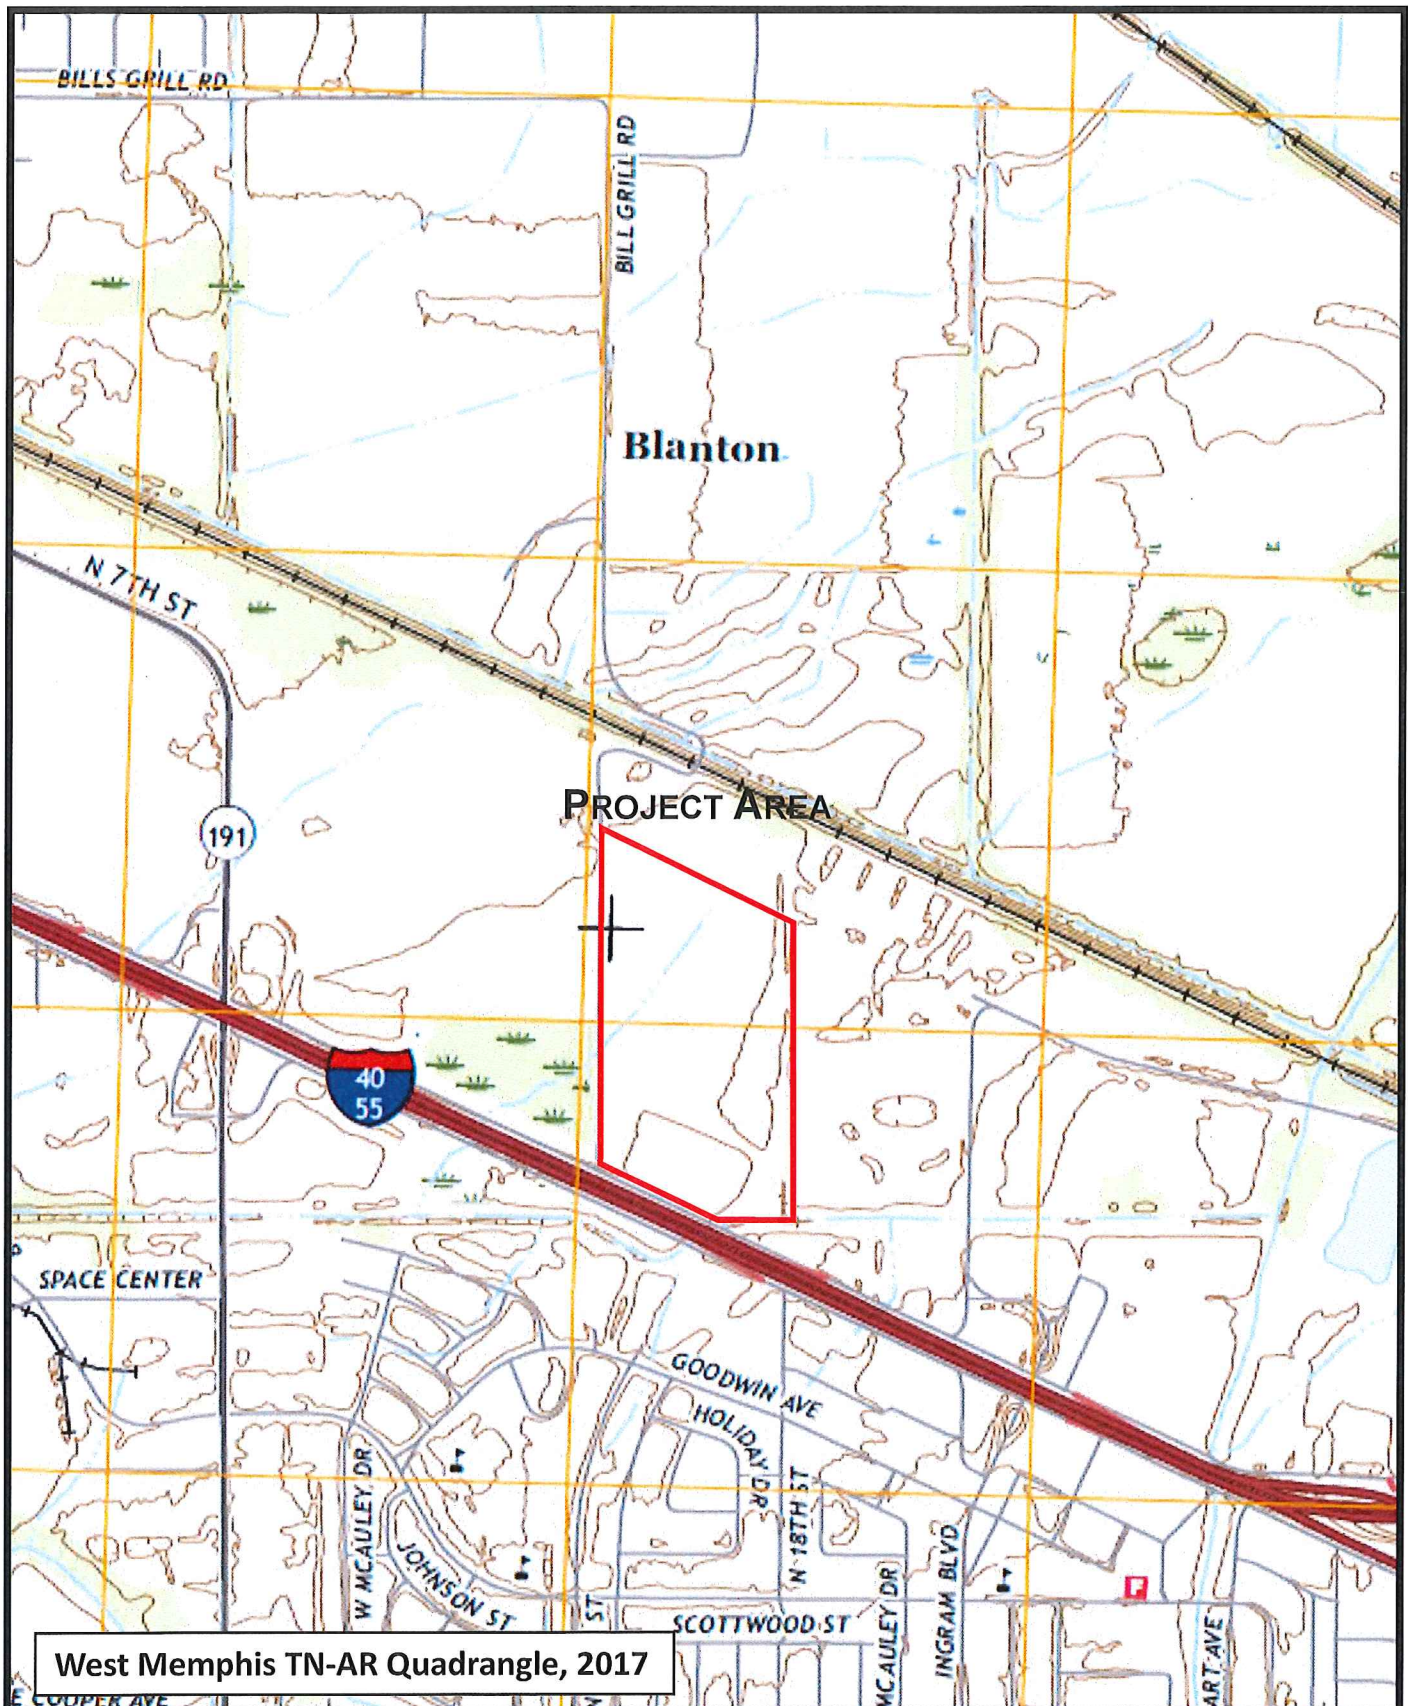 BILLS GRILL RD
BILL GRILL RD
Blanton
N 7TH ST
PROJECT AREA
191
40
55
SPACE CENTER
GOODWIN AVE
HOLIDAY DR
N 18TH ST
W MCAULEY DR
JOHNSON ST
ST
SCOTTWOOD ST
MCAULEY DR
INGRAM BLVD
ART AVE
F
West Memphis TN-AR Quadrangle, 2017
E COOPER AVE